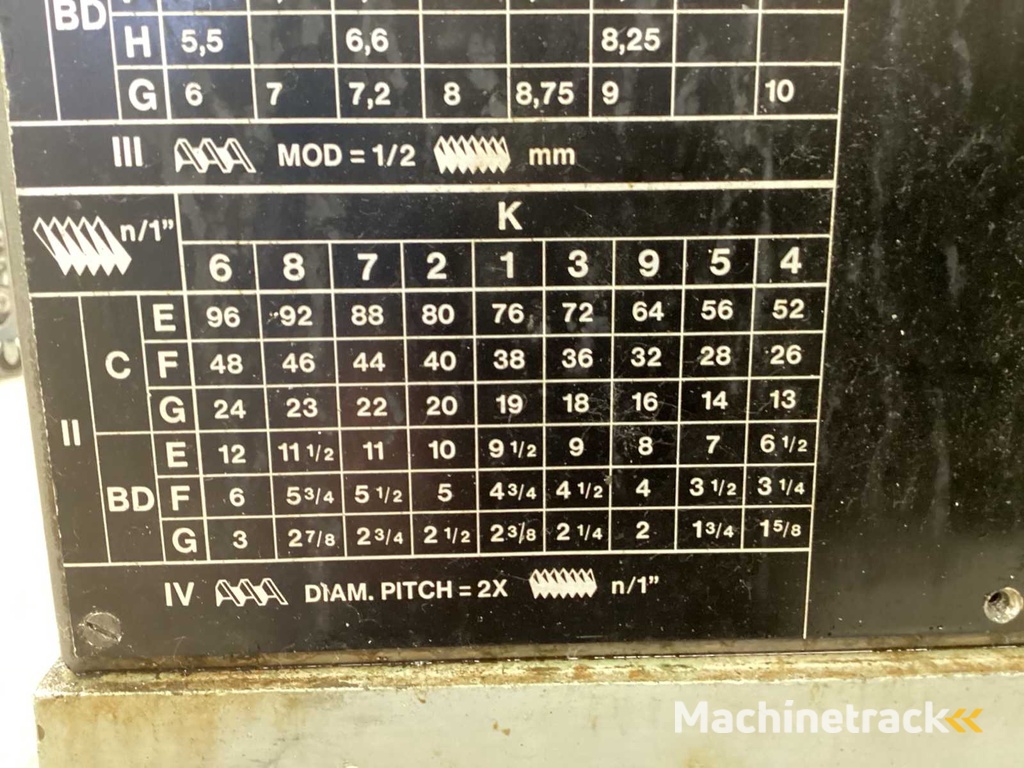 BD
H 5,5 6,6 8,25
G 6 7 7,2 8 8,75 9 10
III MOD = 1/2 mm
n/1" K
6 8 7 2 1 3 9 5 4
II C E 96 92 88 80 76 72 64 56 52
F 48 46 44 40 38 36 32 28 26
G 24 23 22 20 19 18 16 14 13
BD E 12 11 1/2 11 10 9 1/2 9 8 7 6 1/2
F 6 5 3/4 5 1/2 5 4 3/4 4 1/2 4 3 1/2 3 1/4
G 3 2 7/8 2 3/4 2 1/2 2 3/8 2 1/4 2 1 3/4 1 5/8
IV DIAM. PITCH = 2X n/1"
Machinetrack